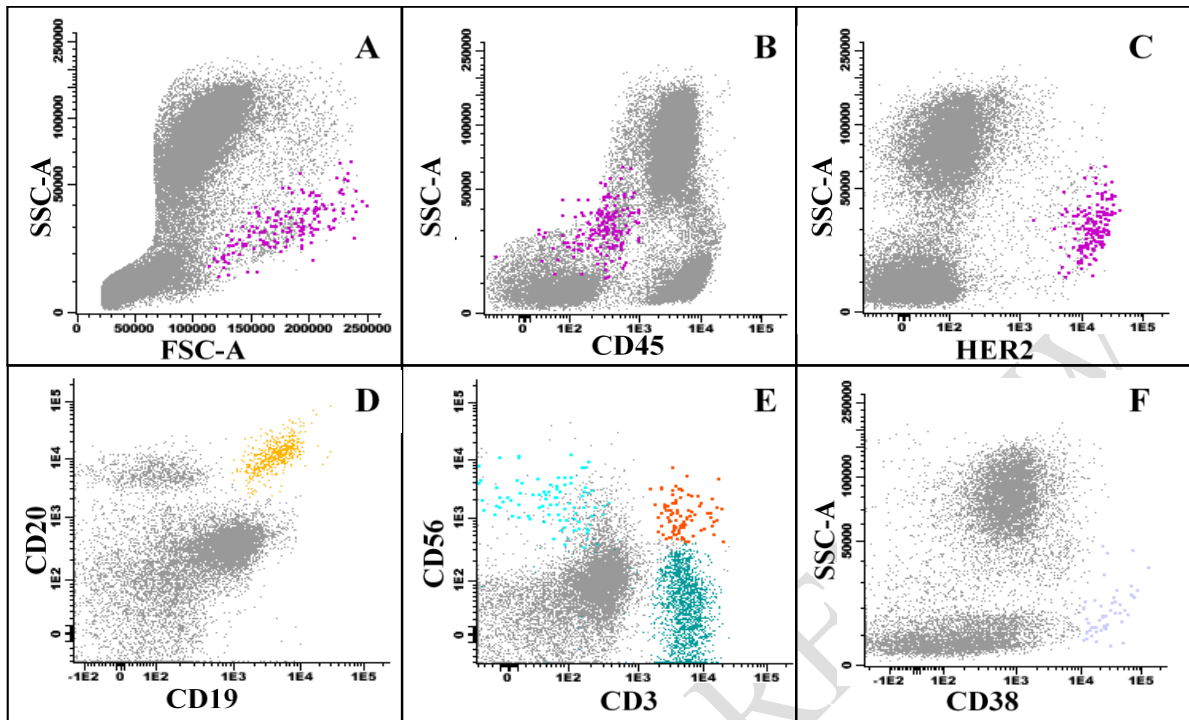 A
250000
100000
50000
0
SSC-A
0 50000 100000 150000 200000 250000
FSC-A
B
250000
100000
50000
0
SSC-A
0 1E2 1E3 1E4 1E5
CD45
C
250000
100000
50000
0
SSC-A
0 1E2 1E3 1E4 1E5
HER2
D
1E5
1E4
1E3
1E2
0
CD20
-1E2 0 1E2 1E3 1E4 1E5
CD19
E
1E5
1E4
1E3
1E2
0
CD56
0 1E2 1E3 1E4 1E5
CD3
F
250000
100000
50000
0
SSC-A
-1E2 1E2 1E3 1E4 1E5
CD38